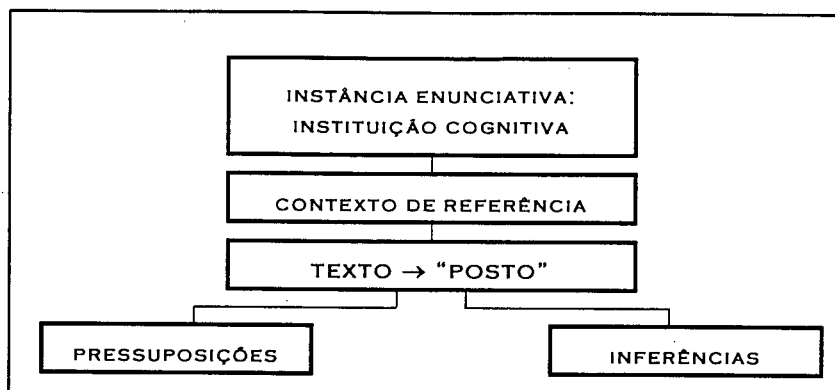 INSTÂNCIA ENUNCIATIVA:
INSTITUIÇÃO COGNITIVA
CONTEXTO DE REFERÊNCIA
TEXTO → “POSTO”
PRESSUPOSIÇÕES
INFERÊNCIAS